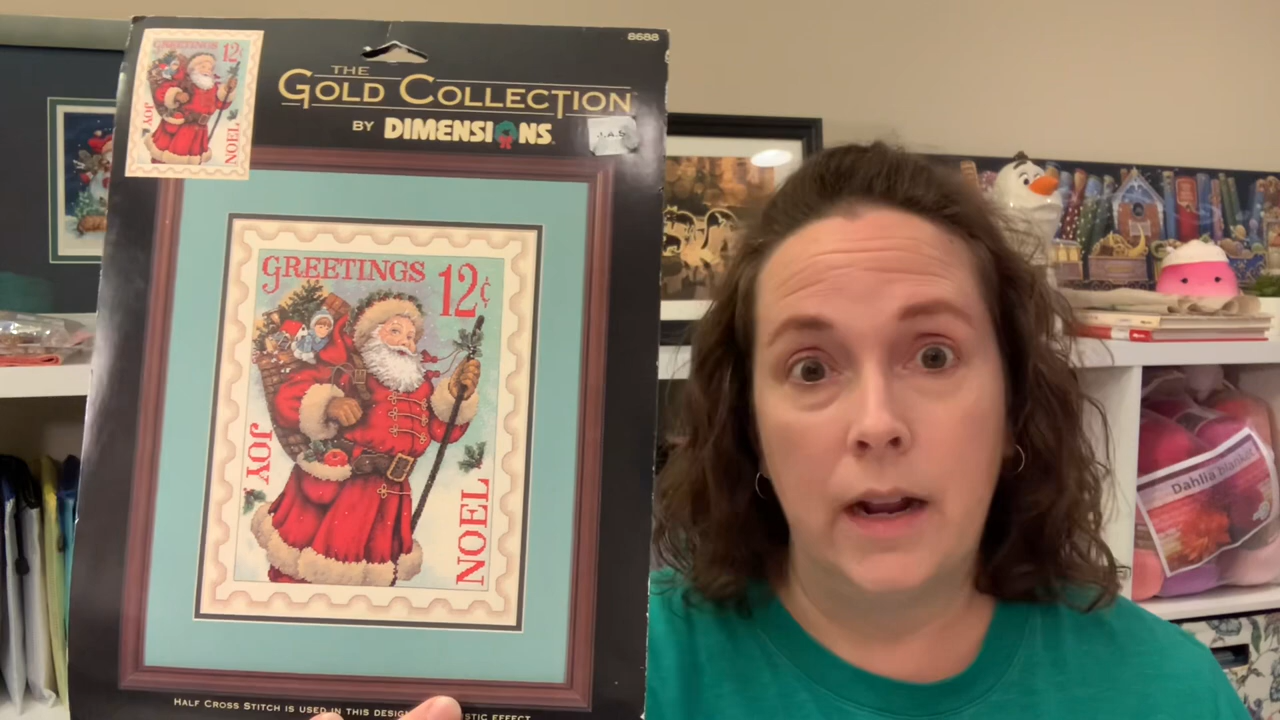 8688
THE
GOLD COLLECTION
BY DIMENSIONS
GREETINGS
12¢
JOY
NOEL
GREETINGS
12¢
JOY
NOEL
HALF CROSS STITCH IS USED IN THIS EFFECT
Dahlia blanket